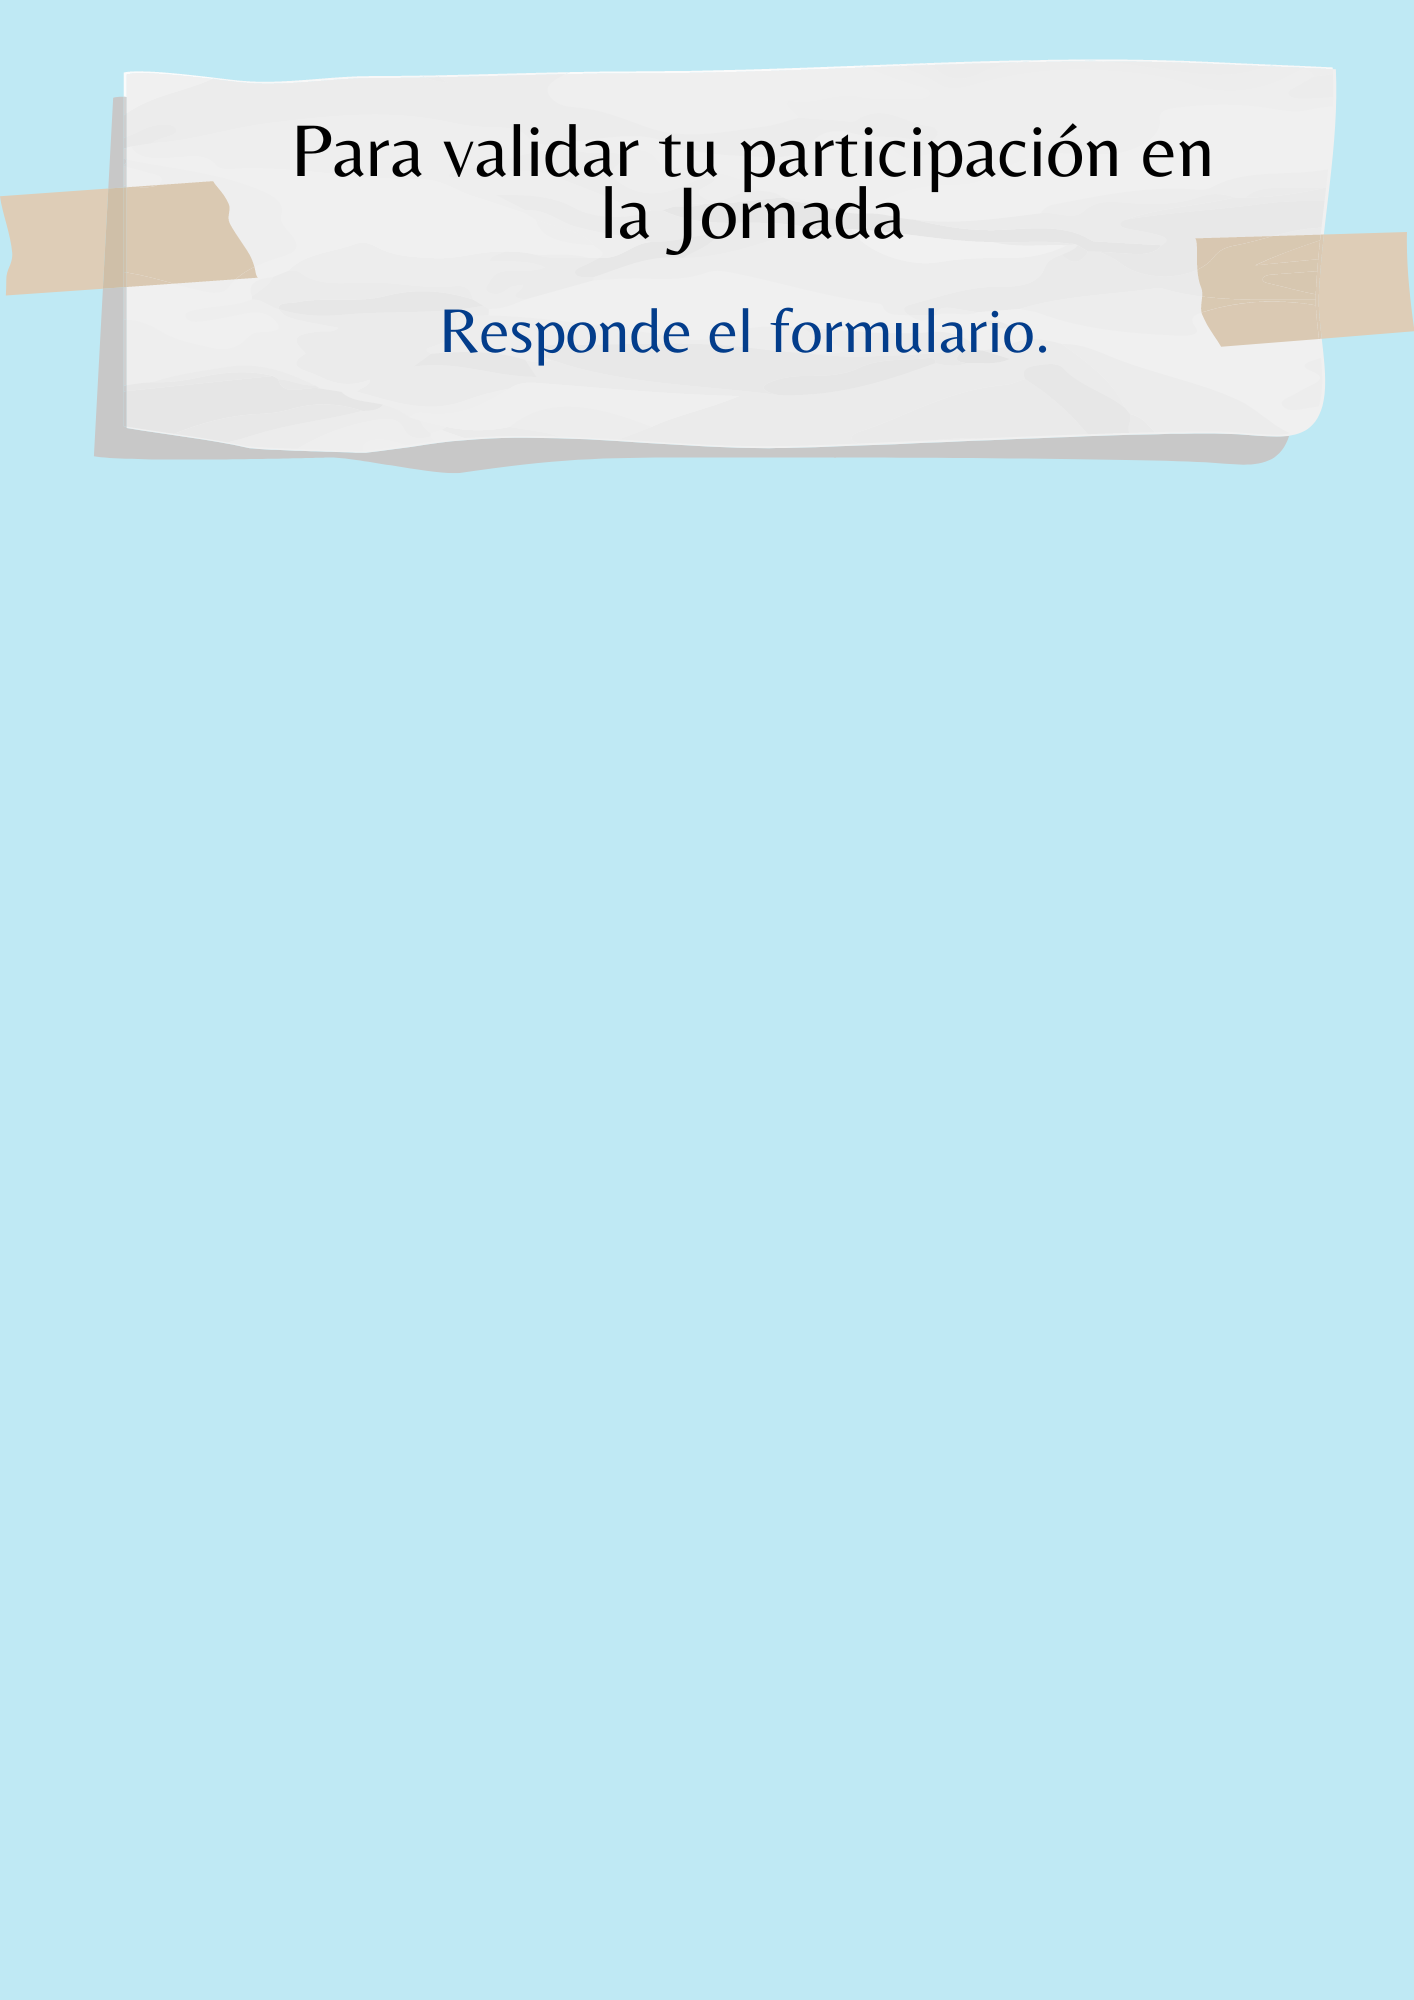 Para validar tu participación en
la Jornada
Responde el formulario.